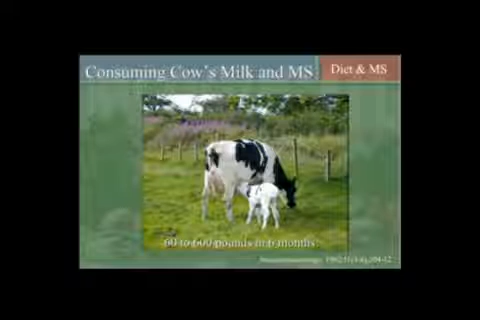 Consuming Cow's Milk and MS
Diet & MS
60 to 600 pounds in 6 months